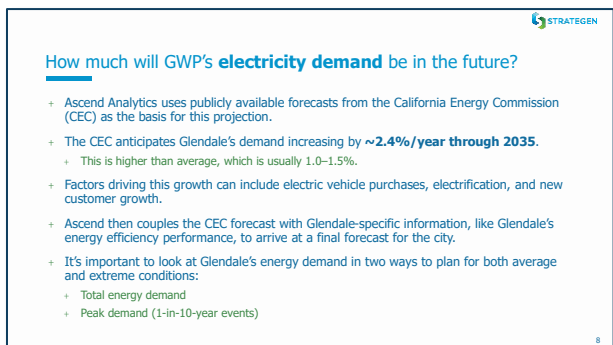 STRATEGEN
How much will GWP's electricity demand be in the future?
+ Ascend Analytics uses publicly available forecasts from the California Energy Commission
(CEC) as the basis for this projection.
+ The CEC anticipates Glendale's demand increasing by ~2.4%/year through 2035.
+ This is higher than average, which is usually 1.0–1.5%.
+ Factors driving this growth can include electric vehicle purchases, electrification, and new
customer growth.
+ Ascend then couples the CEC forecast with Glendale-specific information, like Glendale's
energy efficiency performance, to arrive at a final forecast for the city.
+ It's important to look at Glendale's energy demand in two ways to plan for both average
and extreme conditions:
+ Total energy demand
+ Peak demand (1-in-10-year events)
8